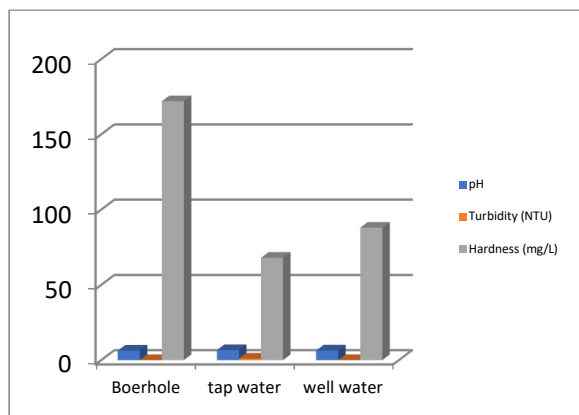 200
150
100
50
0
Boerhole tap water well water
pH
Turbidity (NTU)
Hardness (mg/L)